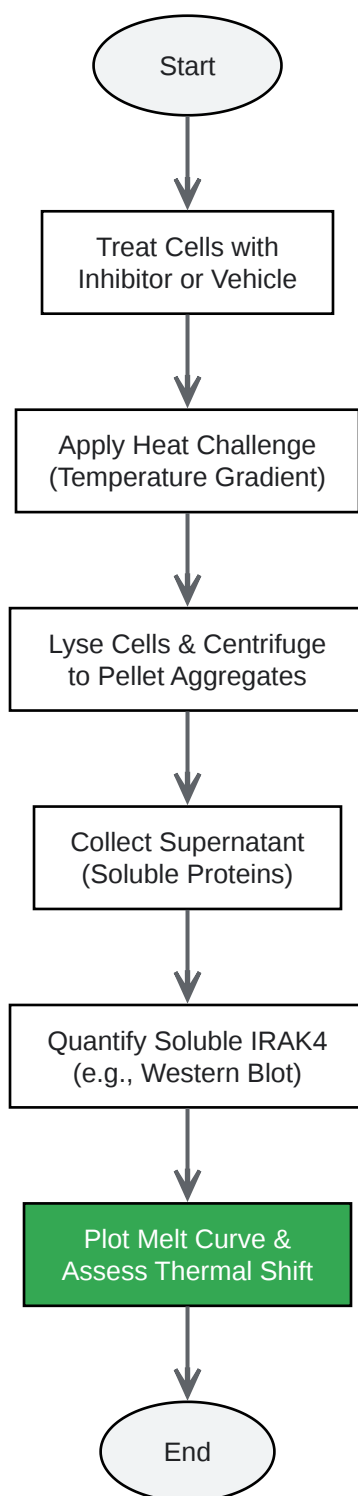 Start
Treat Cells with
Inhibitor or Vehicle
Apply Heat Challenge
(Temperature Gradient)
Lyse Cells & Centrifuge
to Pellet Aggregates
Collect Supernatant
(Soluble Proteins)
Quantify Soluble IRAK4
(e.g., Western Blot)
Plot Melt Curve &
Assess Thermal Shift
End